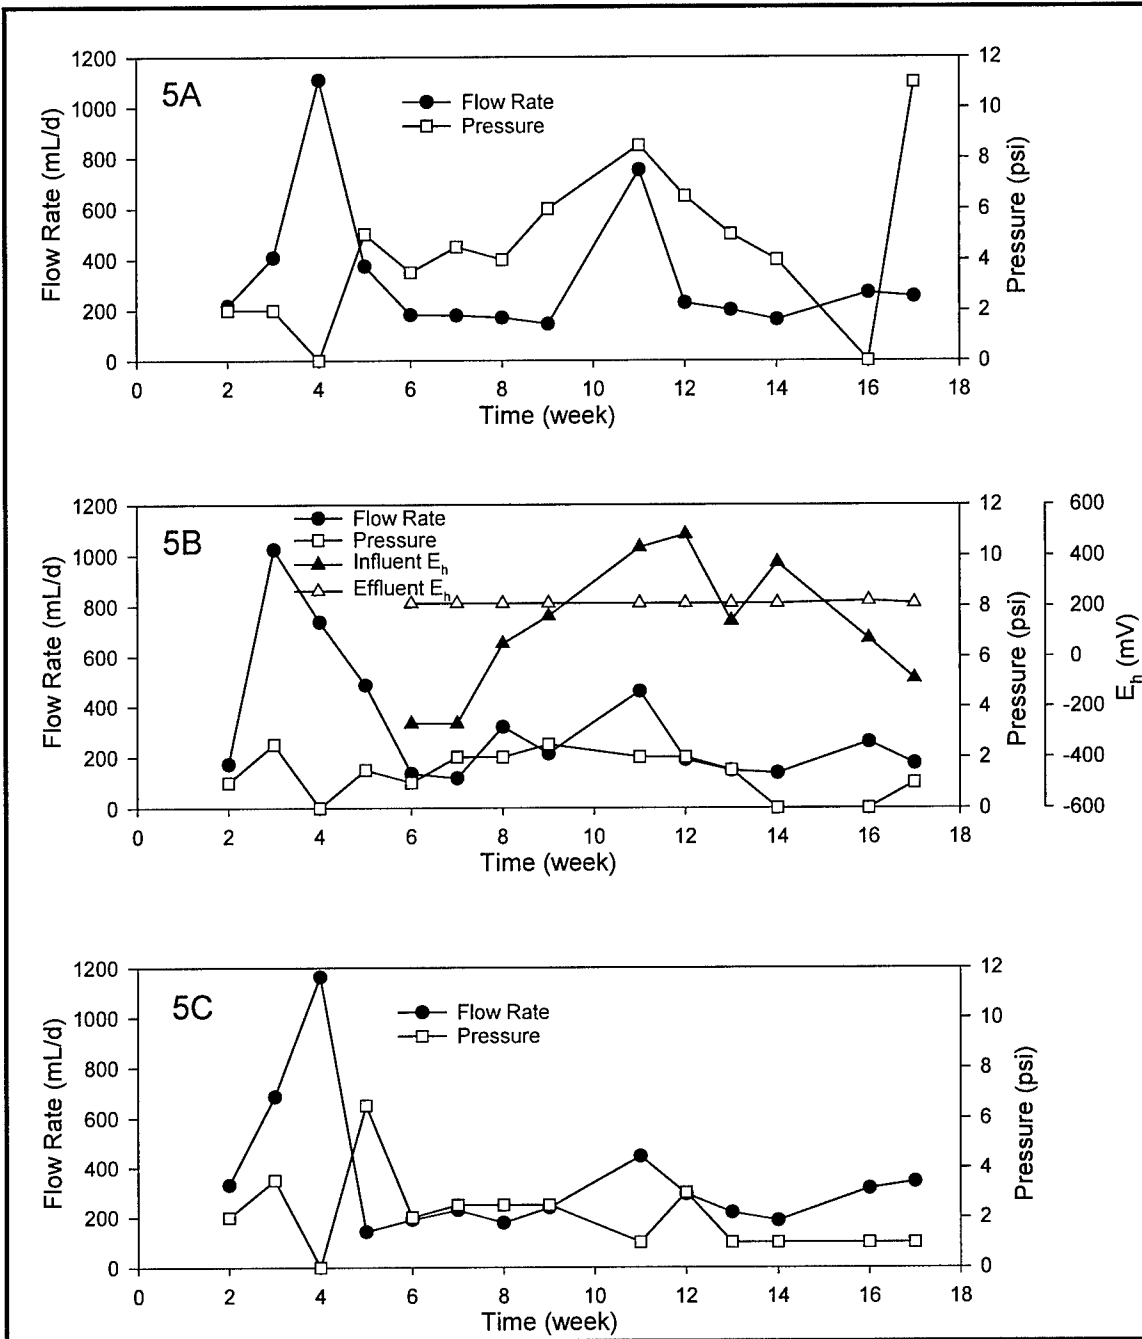 5A
Flow Rate
Pressure
Flow Rate (mL/d)
1200
1000
800
600
400
200
0
12
10
8
6
4
2
0
Pressure (psi)
0 2 4 6 8 10 12 14 16 18
Time (week)
5B
Flow Rate
Pressure
Influent Eh
Effluent Eh
Flow Rate (mL/d)
1200
1000
800
600
400
200
0
12
10
8
6
4
2
0
Pressure (psi)
600
400
200
0
-200
-400
-600
Eh (mV)
0 2 4 6 8 10 12 14 16 18
Time (week)
5C
Flow Rate
Pressure
Flow Rate (mL/d)
1200
1000
800
600
400
200
0
12
10
8
6
4
2
0
Pressure (psi)
0 2 4 6 8 10 12 14 16 18
Time (week)